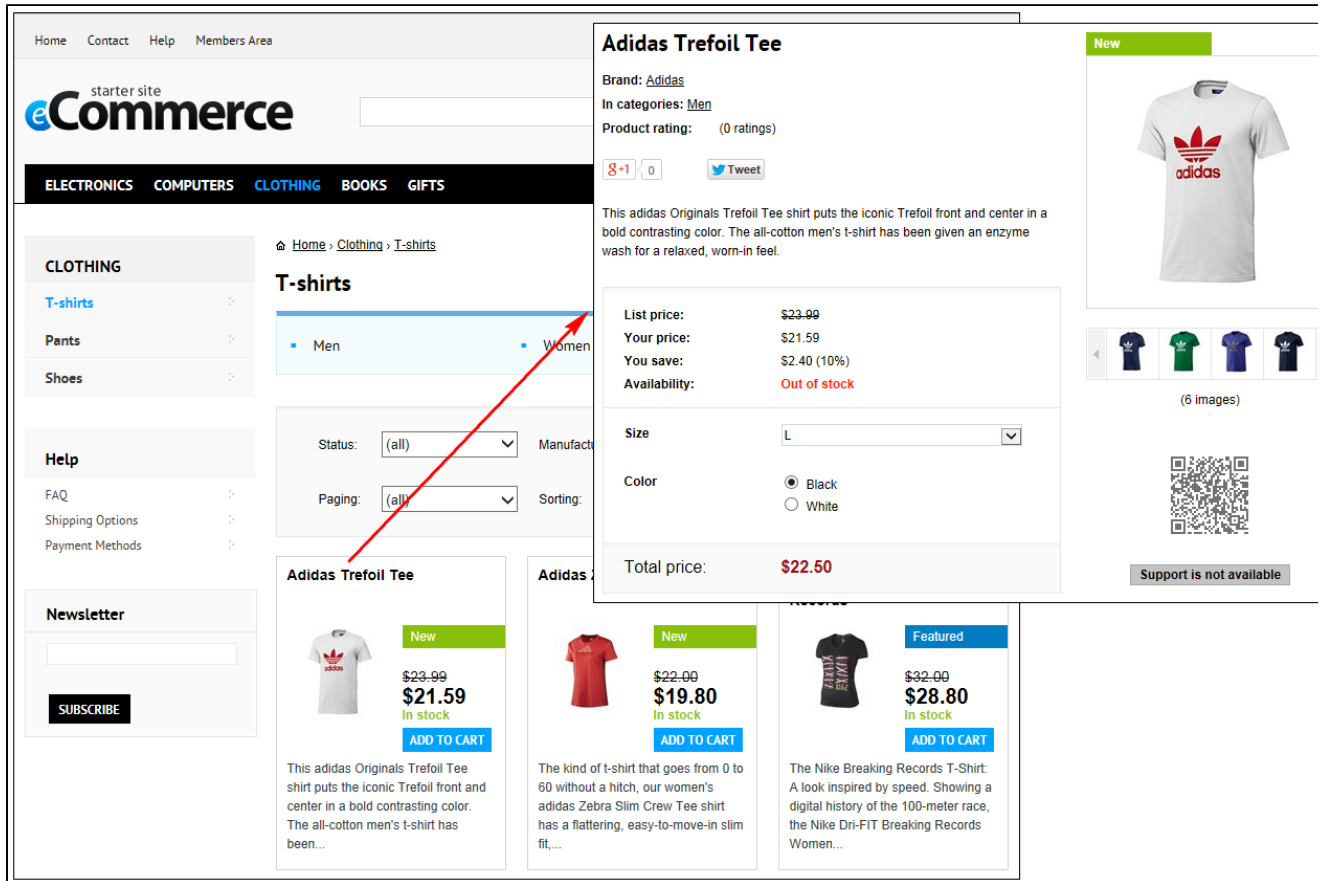 Home Contact Help Members Area
starter site
eCommerce
ELECTRONICS COMPUTERS CLOTHING BOOKS GIFTS
CLOTHING
T-shirts
Pants
Shoes
Help
FAQ
Shipping Options
Payment Methods
Newsletter
SUBSCRIBE
Home › Clothing › T-shirts
T-shirts
Men
Women
Status: (all)
Paging: (all)
Sorting:
Adidas Trefoil Tee
adidas
New
$23.99
$21.59
In stock
ADD TO CART
This adidas Originals Trefoil Tee
shirt puts the iconic Trefoil front and
center in a bold contrasting color.
The all-cotton men's t-shirt has
been...
Adidas
New
$22.00
$19.80
In stock
ADD TO CART
The kind of t-shirt that goes from 0 to
60 without a hitch, our women's
adidas Zebra Slim Crew Tee shirt
has a flattering, easy-to-move-in slim
fit,...
Records
Featured
$32.00
$28.80
In stock
ADD TO CART
The Nike Breaking Records T-Shirt:
A look inspired by speed. Showing a
digital history of the 100-meter race,
the Nike Dri-FIT Breaking Records
Women...
Adidas Trefoil Tee
Brand: Adidas
In categories: Men
Product rating: (0 ratings)
g+1 0
Tweet
This adidas Originals Trefoil Tee shirt puts the iconic Trefoil front and center in a
bold contrasting color. The all-cotton men's t-shirt has been given an enzyme
wash for a relaxed, worn-in feel.
List price: $23.99
Your price: $21.59
You save: $2.40 (10%)
Availability: Out of stock
Size L
Color Black
White
Total price: $22.50
New
adidas
(6 images)
Support is not available